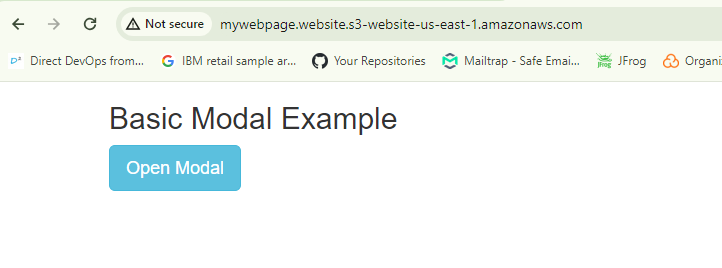 Not secure mywebpage.website.s3-website-us-east-1.amazonaws.com
Direct DevOps from... IBM retail sample ar... Your Repositories Mailtrap - Safe Emai... JFrog Organi
Basic Modal Example
Open Modal